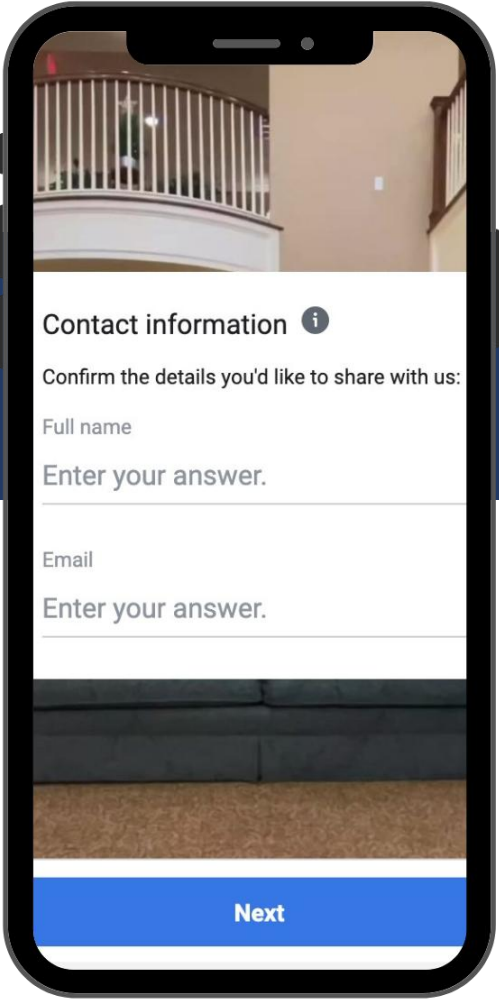 Contact information
Confirm the details you'd like to share with us:
Full name
Enter your answer.
Email
Enter your answer.
Next